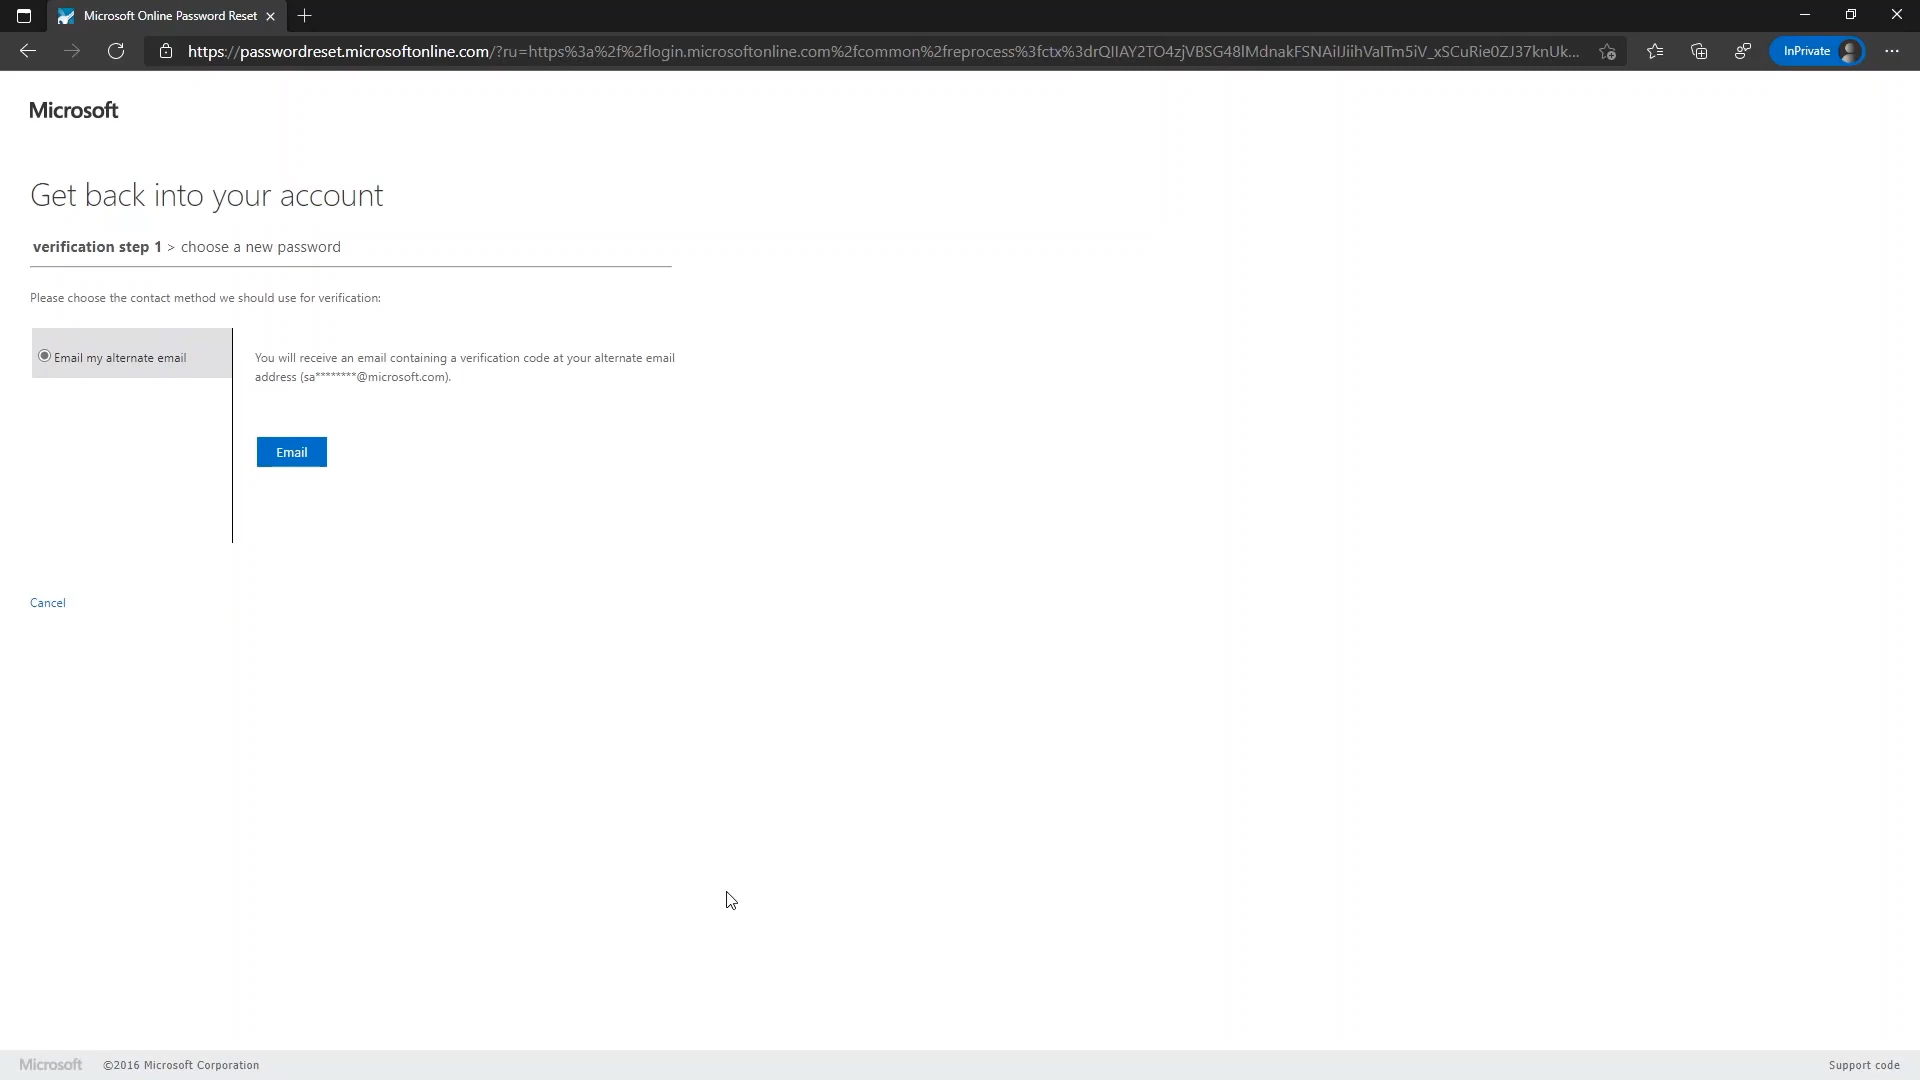 Microsoft Online Password Reset
https://passwordreset.microsoftonline.com/?ru=https%3a%2f%2flogin.microsoftonline.com%2fcommon%2freprocess%3fctx%3drQIIAY2TO4zjVBSG48lMdnakFSNAiIJiihVaITm5iV_xSCuRie0ZJ37knUk...
InPrivate
Microsoft
Get back into your account
verification step 1 > choose a new password
Please choose the contact method we should use for verification:
Email my alternate email
You will receive an email containing a verification code at your alternate email
address (sa********@microsoft.com).
Email
Cancel
Microsoft ©2016 Microsoft Corporation
Support code